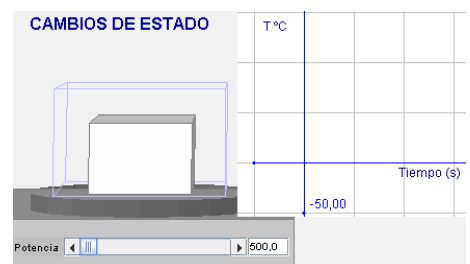 CAMBIOS DE ESTADO
T ºC
Tiempo (s)
-50,00
Potencia 500,0